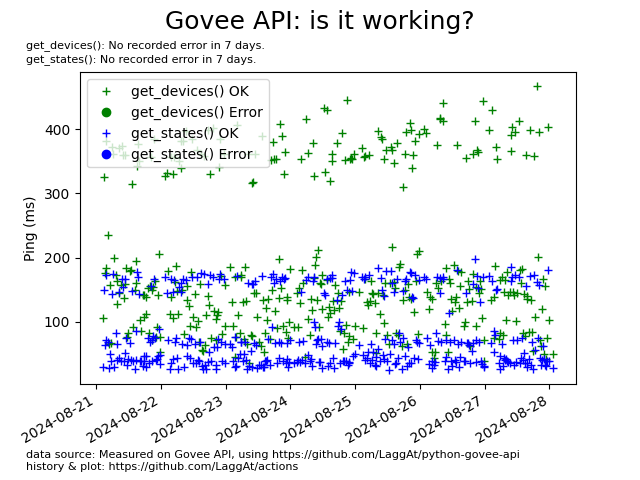 Govee API: is it working?
get_devices(): No recorded error in 7 days.
get_states(): No recorded error in 7 days.
get_devices() OK
get_devices() Error
get_states() OK
get_states() Error
400
300
200
100
Ping (ms)
2024-08-21
2024-08-22
2024-08-23
2024-08-24
2024-08-25
2024-08-26
2024-08-27
2024-08-28
data source: Measured on Govee API, using https://github.com/LaggAt/python-govee-api
history & plot: https://github.com/LaggAt/actions